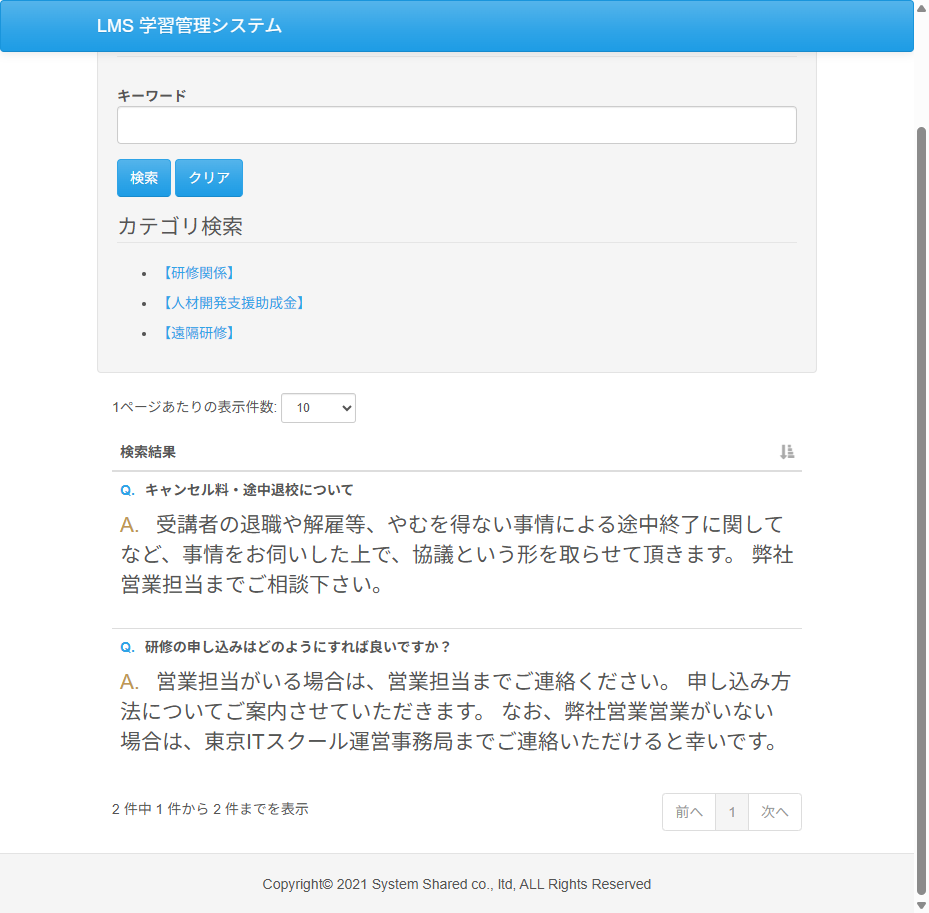 LMS 学習管理システム
キーワード
検索 クリア
カテゴリ検索
【研修関係】
【人材開発支援助成金】
【遠隔研修】
1ページあたりの表示件数: 10
検索結果
Q. キャンセル料・途中退校について
A. 受講者の退職や解雇等、やむを得ない事情による途中終了に関して
など、事情をお伺いした上で、協議という形を取らせて頂きます。 弊社
営業担当までご相談下さい。
Q. 研修の申し込みはどのようにすれば良いですか？
A. 営業担当がいる場合は、営業担当までご連絡ください。 申し込み方
法についてご案内させていただきます。 なお、弊社営業営業がいない
場合は、東京ITスクール運営事務局までご連絡いただけると幸いです。
2 件中 1 件から 2 件までを表示
前へ 1 次へ
Copyright© 2021 System Shared co., ltd, ALL Rights Reserved